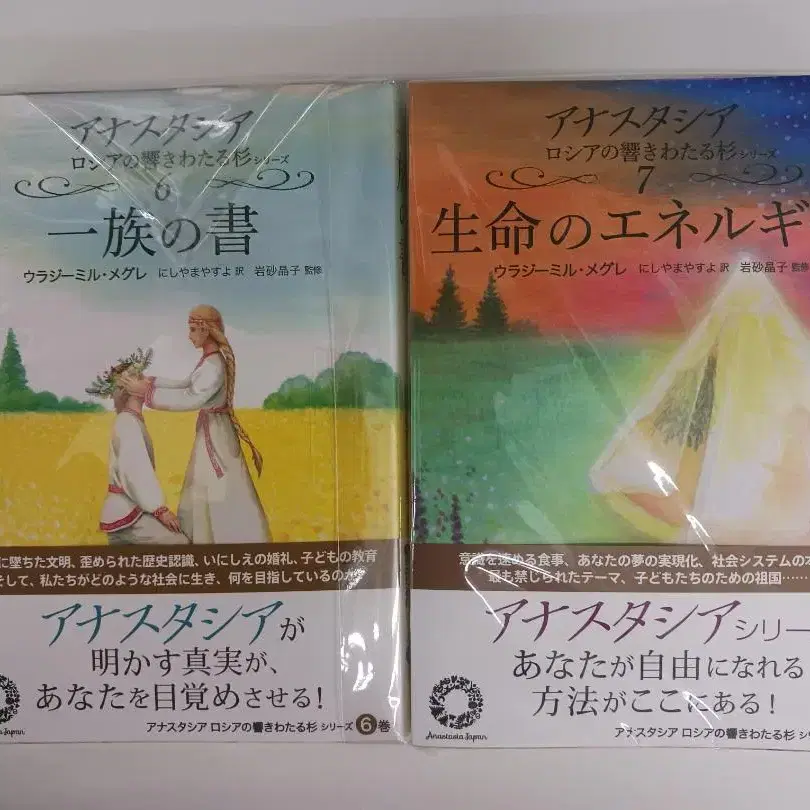 アナスタシア
ロシアの響きわたる杉シリーズ
6
一族の書
ウラジーミル・メグレ にしやまやすよ 訳 岩砂晶子 監修
に墜ちた文明、歪められた歴史認識、いにしえの婚礼、子どもの教育
そして、私たちがどのような社会に生き、何を目指しているのか
アナスタシアが
明かす真実が、
あなたを目覚めさせる!
Anastasia Japan
アナスタシア ロシアの響きわたる杉 シリーズ 6 巻
アナスタシア
ロシアの響きわたる杉シリーズ
7
生命のエネルギ
ウラジーミル・メグレ にしやまやすよ 訳 岩砂晶子 監修
意識を速める食事、あなたの夢の実現化、社会システムの本
最も禁じられたテーマ、子どもたちのための祖国……
アナスタシアシリー
あなたが自由になれる
方法がここにある!
Anastasia Japan
アナスタシア ロシアの響きわたる杉 シリ